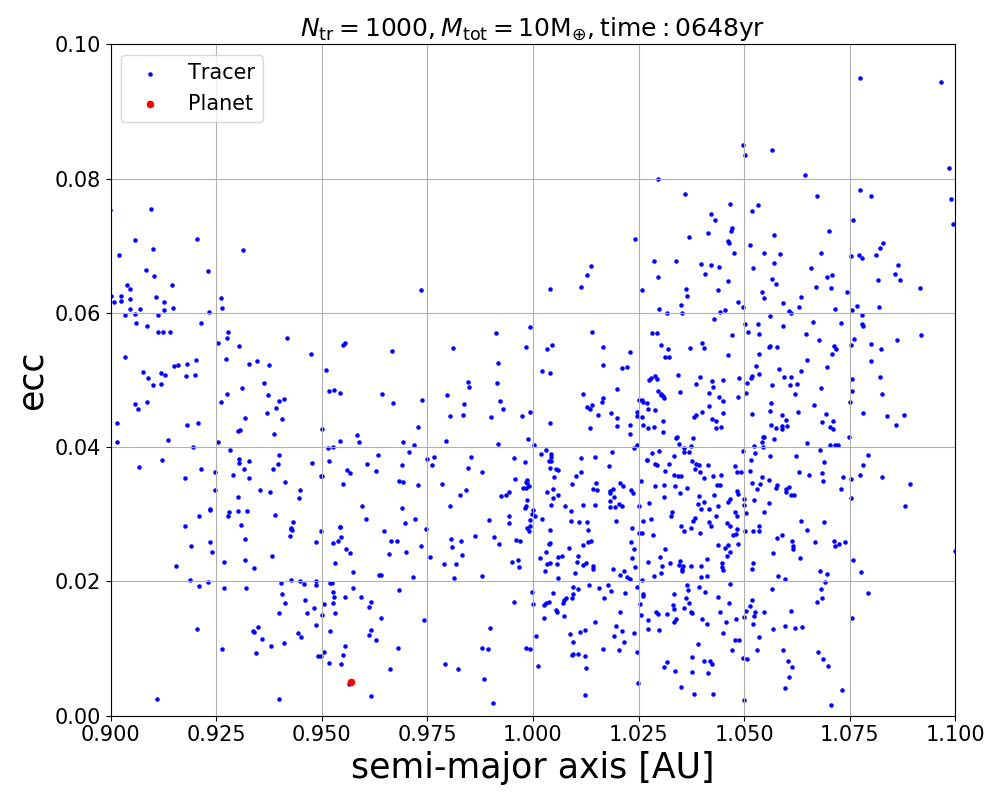 N_tr = 1000, M_tot = 10M_⊕, time : 0648yr
Tracer
Planet
ecc
0.10
0.08
0.06
0.04
0.02
0.00
0.900 0.925 0.950 0.975 1.000 1.025 1.050 1.075 1.100
semi-major axis [AU]